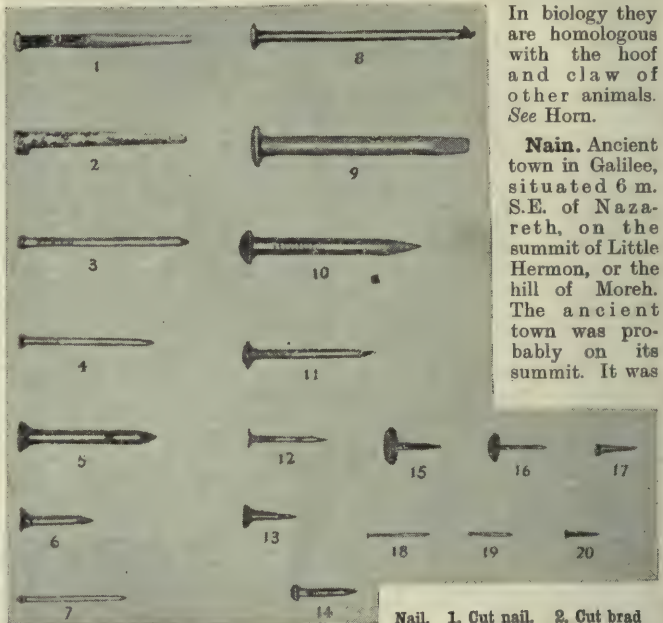 In biology they
are homologous
with the hoof
and claw of
other animals.
See Horn.
Nain. Ancient
town in Galilee,
situated 6 m.
S.E. of Naza-
reth, on the
summit of Little
Hermon, or the
hill of Moreh.
The ancient
town was pro-
bably on its
summit. It was
1
8
2
9
3
10
4
11
5
12
15
16
17
6
13
18
19
20
7
14
Nail. 1. Cut nail. 2. Cut brad